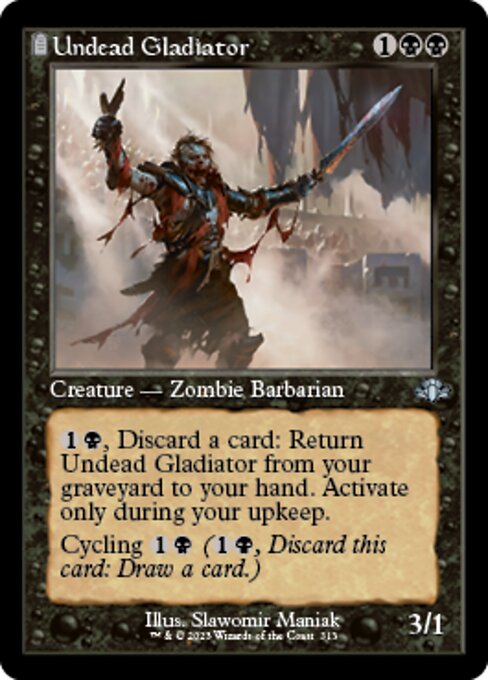 Undead Gladiator 1
Creature — Zombie Barbarian
1, Discard a card: Return
Undead Gladiator from your
graveyard to your hand. Activate
only during your upkeep.
Cycling 1 (1, Discard this
card: Draw a card.)
Illus. Slawomir Maniak
™ & © 2023 Wizards of the Coast 313
3/1